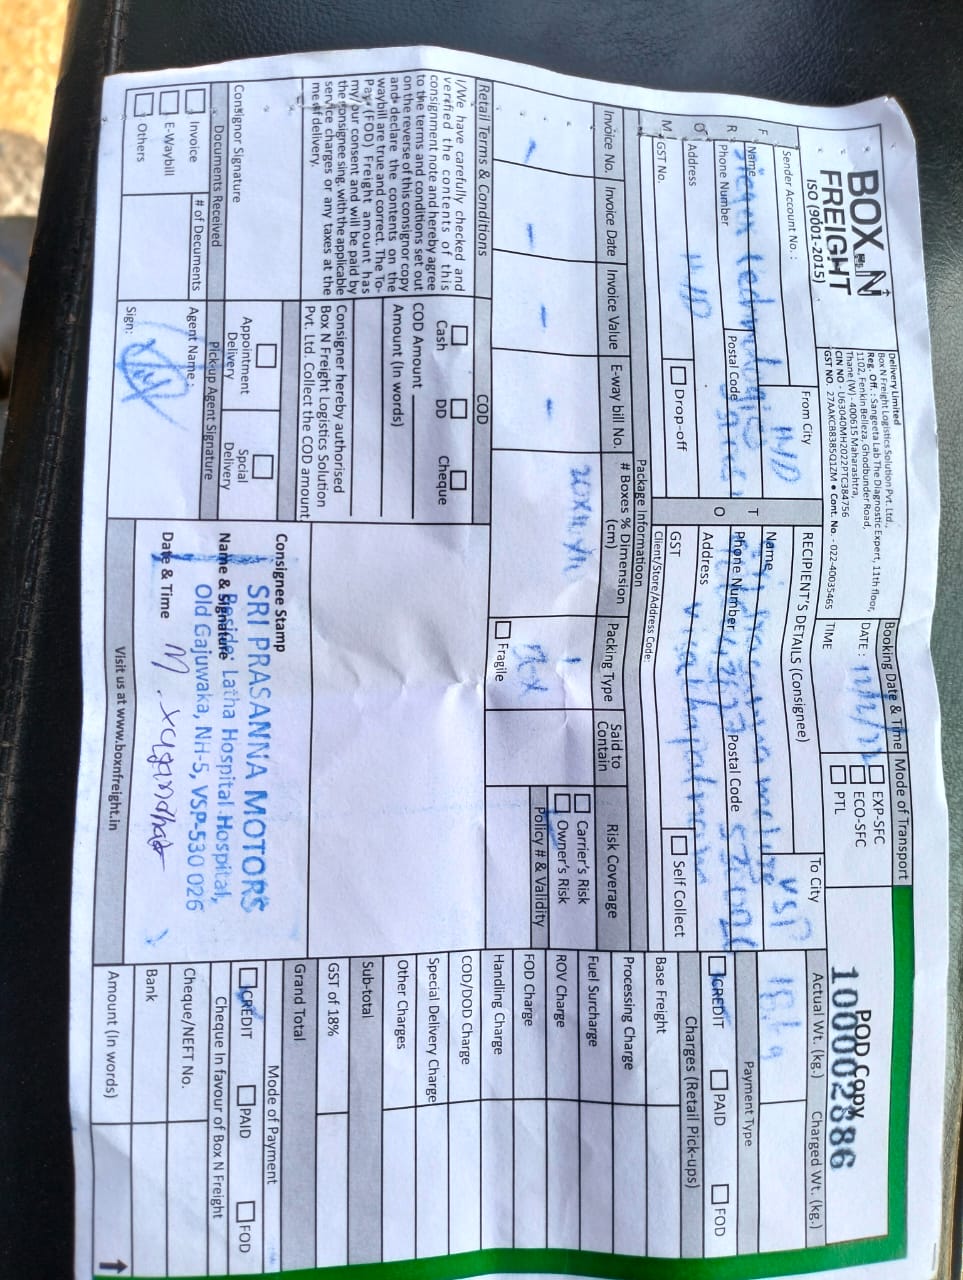 BOX N
FREIGHT
ISO (9001-2015)
Delivery Limited
Box N Freight Logistics Solution Pvt. Ltd.,
Reg. Off. : Sangeeta Lab The Diagnostic Expert, 11th floor,
1102, Fenkin Belleza, Ghodbunder Road,
Thane (W) - 400615 Maharashtra,
CIN NO - U63040MH2022PTC384756
GST NO. 27AAKCB8385Q1ZM • Cont. No. - 022-40035465
Booking Date & Time
DATE : 12/2/
TIME
Mode of Transport
EXP-SFC
ECO-SFC
PTL
POD Copy
100002886
Sender Account No. :
From City
HYD
FROM
Name
technologies
Phone Number
Postal Code
Address HYD
Drop-off
GST No.
TO
RECIPIENT'S DETAILS (Consignee)
To City
VSP
Name Sri Prasanna motors
Phone Number
Postal Code 530026
Address
GST
Self Collect
Client/Store/Address Code:
Actual Wt. (kg.) Charged Wt. (kg.)
18kg
Payment Type
CREDIT PAID FOD
Charges (Retail Pick-ups)
Base Freight
Processing Charge
Fuel Surcharge
ROV Charge
FOD Charge
Handling Charge
COD/DOD Charge
Special Delivery Charge
Other Charges
Sub-total
GST of 18%
Grand Total
Mode of Payment
CREDIT PAID FOD
Cheque In favour of Box N Freight
Cheque/NEFT No.
Bank
Amount (In words)
Package Informatioon
Invoice No. Invoice Date Invoice Value E-way bill No. # Boxes % Dimension (cm) Packing Type Said to Contain Risk Coverage
- - - -
1
Box
Fragile
Carrier's Risk
Owner's Risk
Policy # & Validity
Retail Terms & Conditions
I/We have carefully checked and
verified the contents of this
consignment note and hereby agree
to the terms and conditions set out
on the reverse of this consignor copy
and declare the contents on the
waybill are true and correct. The To-
Pay (FOD) Freight amount has
my/our consent and will be paid by
the consignee sing. with the applicable
service charges or any taxes at the
me of delivery.
Consignor Signature
COD
Cash DD Cheque
COD Amount
Amount (In words)
Consigner hereby authorised
Box N Freight Logistics Solution
Pvt. Ltd. Collect the COD amount
Appointment Delivery
Spcial Delivery
Documents Received
Invoice
E-Waybill
Others
# of Decuments
Pick-up Agent Signature
Agent Name :
Sign:
Consignee Stamp
SRI PRASANNA MOTORS
Name & Signature
Beside: Latha Hospital Hospital,
Old Gajuwaka, NH-5, VSP-530 026
Date & Time
Visit us at www.boxnfreight.in